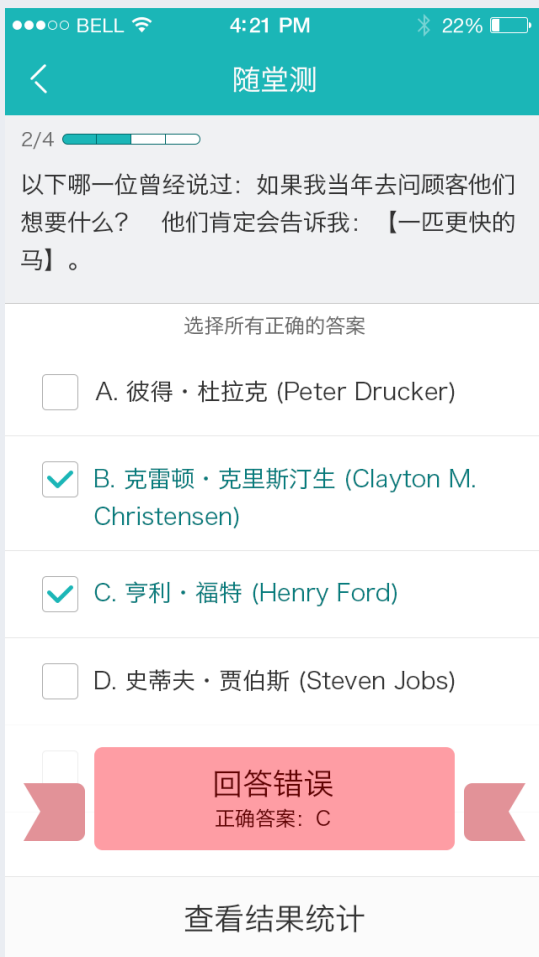 BELL 4:21 PM 22%
随堂测
2/4
以下哪一位曾经说过：如果我当年去问顾客他们
想要什么？ 他们肯定会告诉我：【一匹更快的
马】。
选择所有正确的答案
A. 彼得·杜拉克 (Peter Drucker)
B. 克雷顿·克里斯汀生 (Clayton M.
Christensen)
C. 亨利·福特 (Henry Ford)
D. 史蒂夫·贾伯斯 (Steven Jobs)
回答错误
正确答案：C
查看结果统计